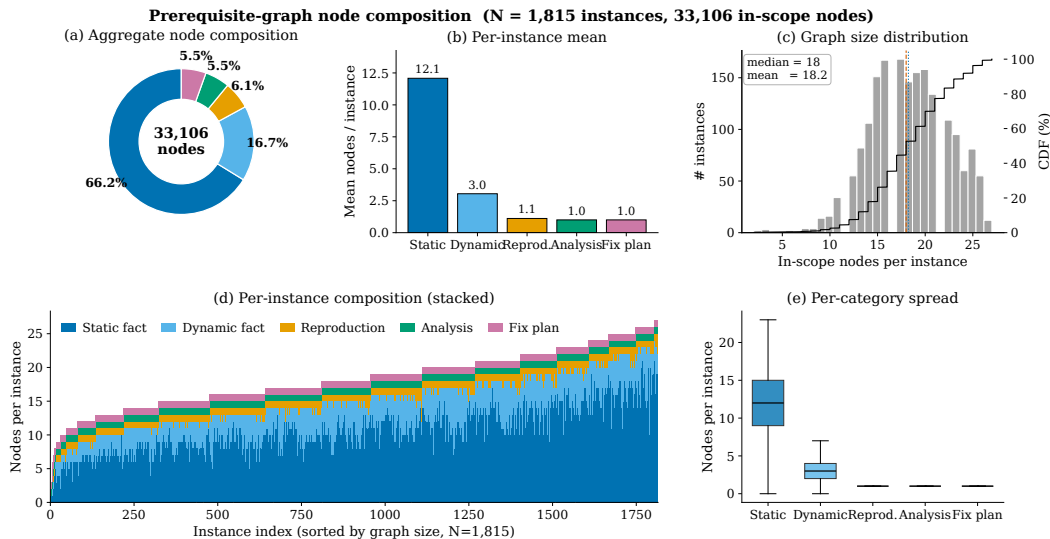 Prerequisite-graph node composition (N = 1,815 instances, 33,106 in-scope nodes)
(a) Aggregate node composition
5.5%
5.5%
6.1%
16.7%
66.2%
33,106
nodes
(b) Per-instance mean
Mean nodes / instance
12.5
10.0
7.5
5.0
2.5
0.0
12.1
3.0
1.1
1.0
1.0
Static Dynamic Reprod. Analysis Fix plan
(c) Graph size distribution
median = 18
mean = 18.2
# instances
150
100
50
0
100
80
60
40
20
0
CDF (%)
5 10 15 20 25
In-scope nodes per instance
(d) Per-instance composition (stacked)
Static fact Dynamic fact Reproduction Analysis Fix plan
Nodes per instance
25
20
15
10
5
0
0 250 500 750 1000 1250 1500 1750
Instance index (sorted by graph size, N=1,815)
(e) Per-category spread
Nodes per instance
20
15
10
5
0
Static Dynamic Reprod. Analysis Fix plan